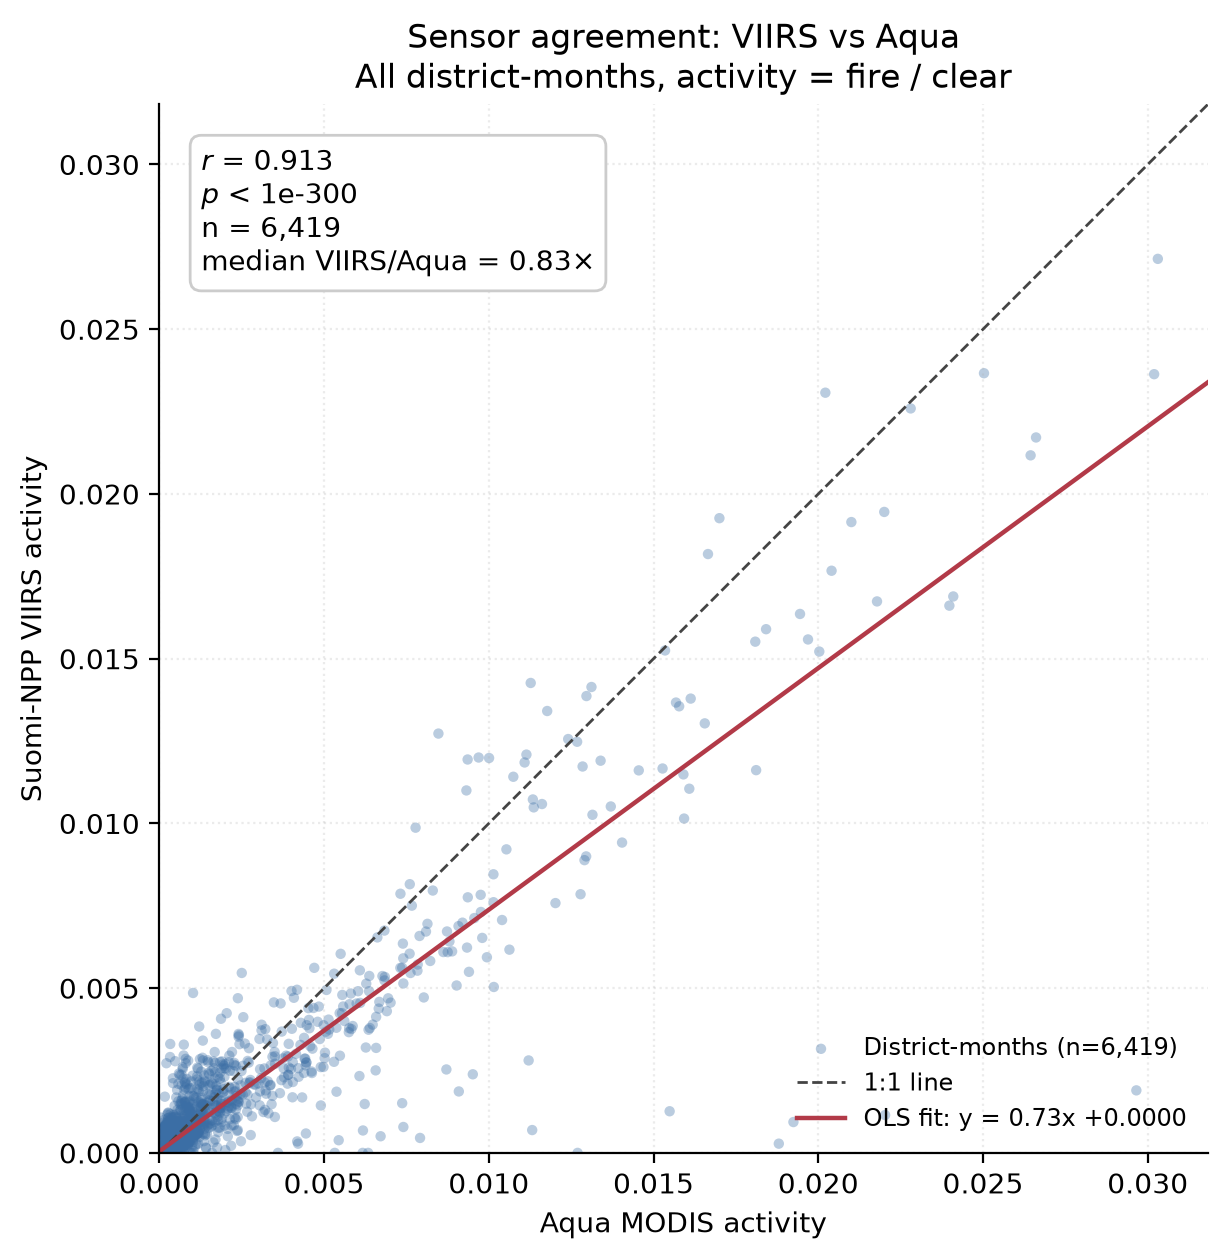 Sensor agreement: VIIRS vs Aqua
All district-months, activity = fire / clear
r = 0.913
p < 1e-300
n = 6,419
median VIIRS/Aqua = 0.83×
Suomi-NPP VIIRS activity
0.030
0.025
0.020
0.015
0.010
0.005
0.000
District-months (n=6,419)
1:1 line
OLS fit: y = 0.73x +0.0000
0.000
0.005
0.010
0.015
0.020
0.025
0.030
Aqua MODIS activity